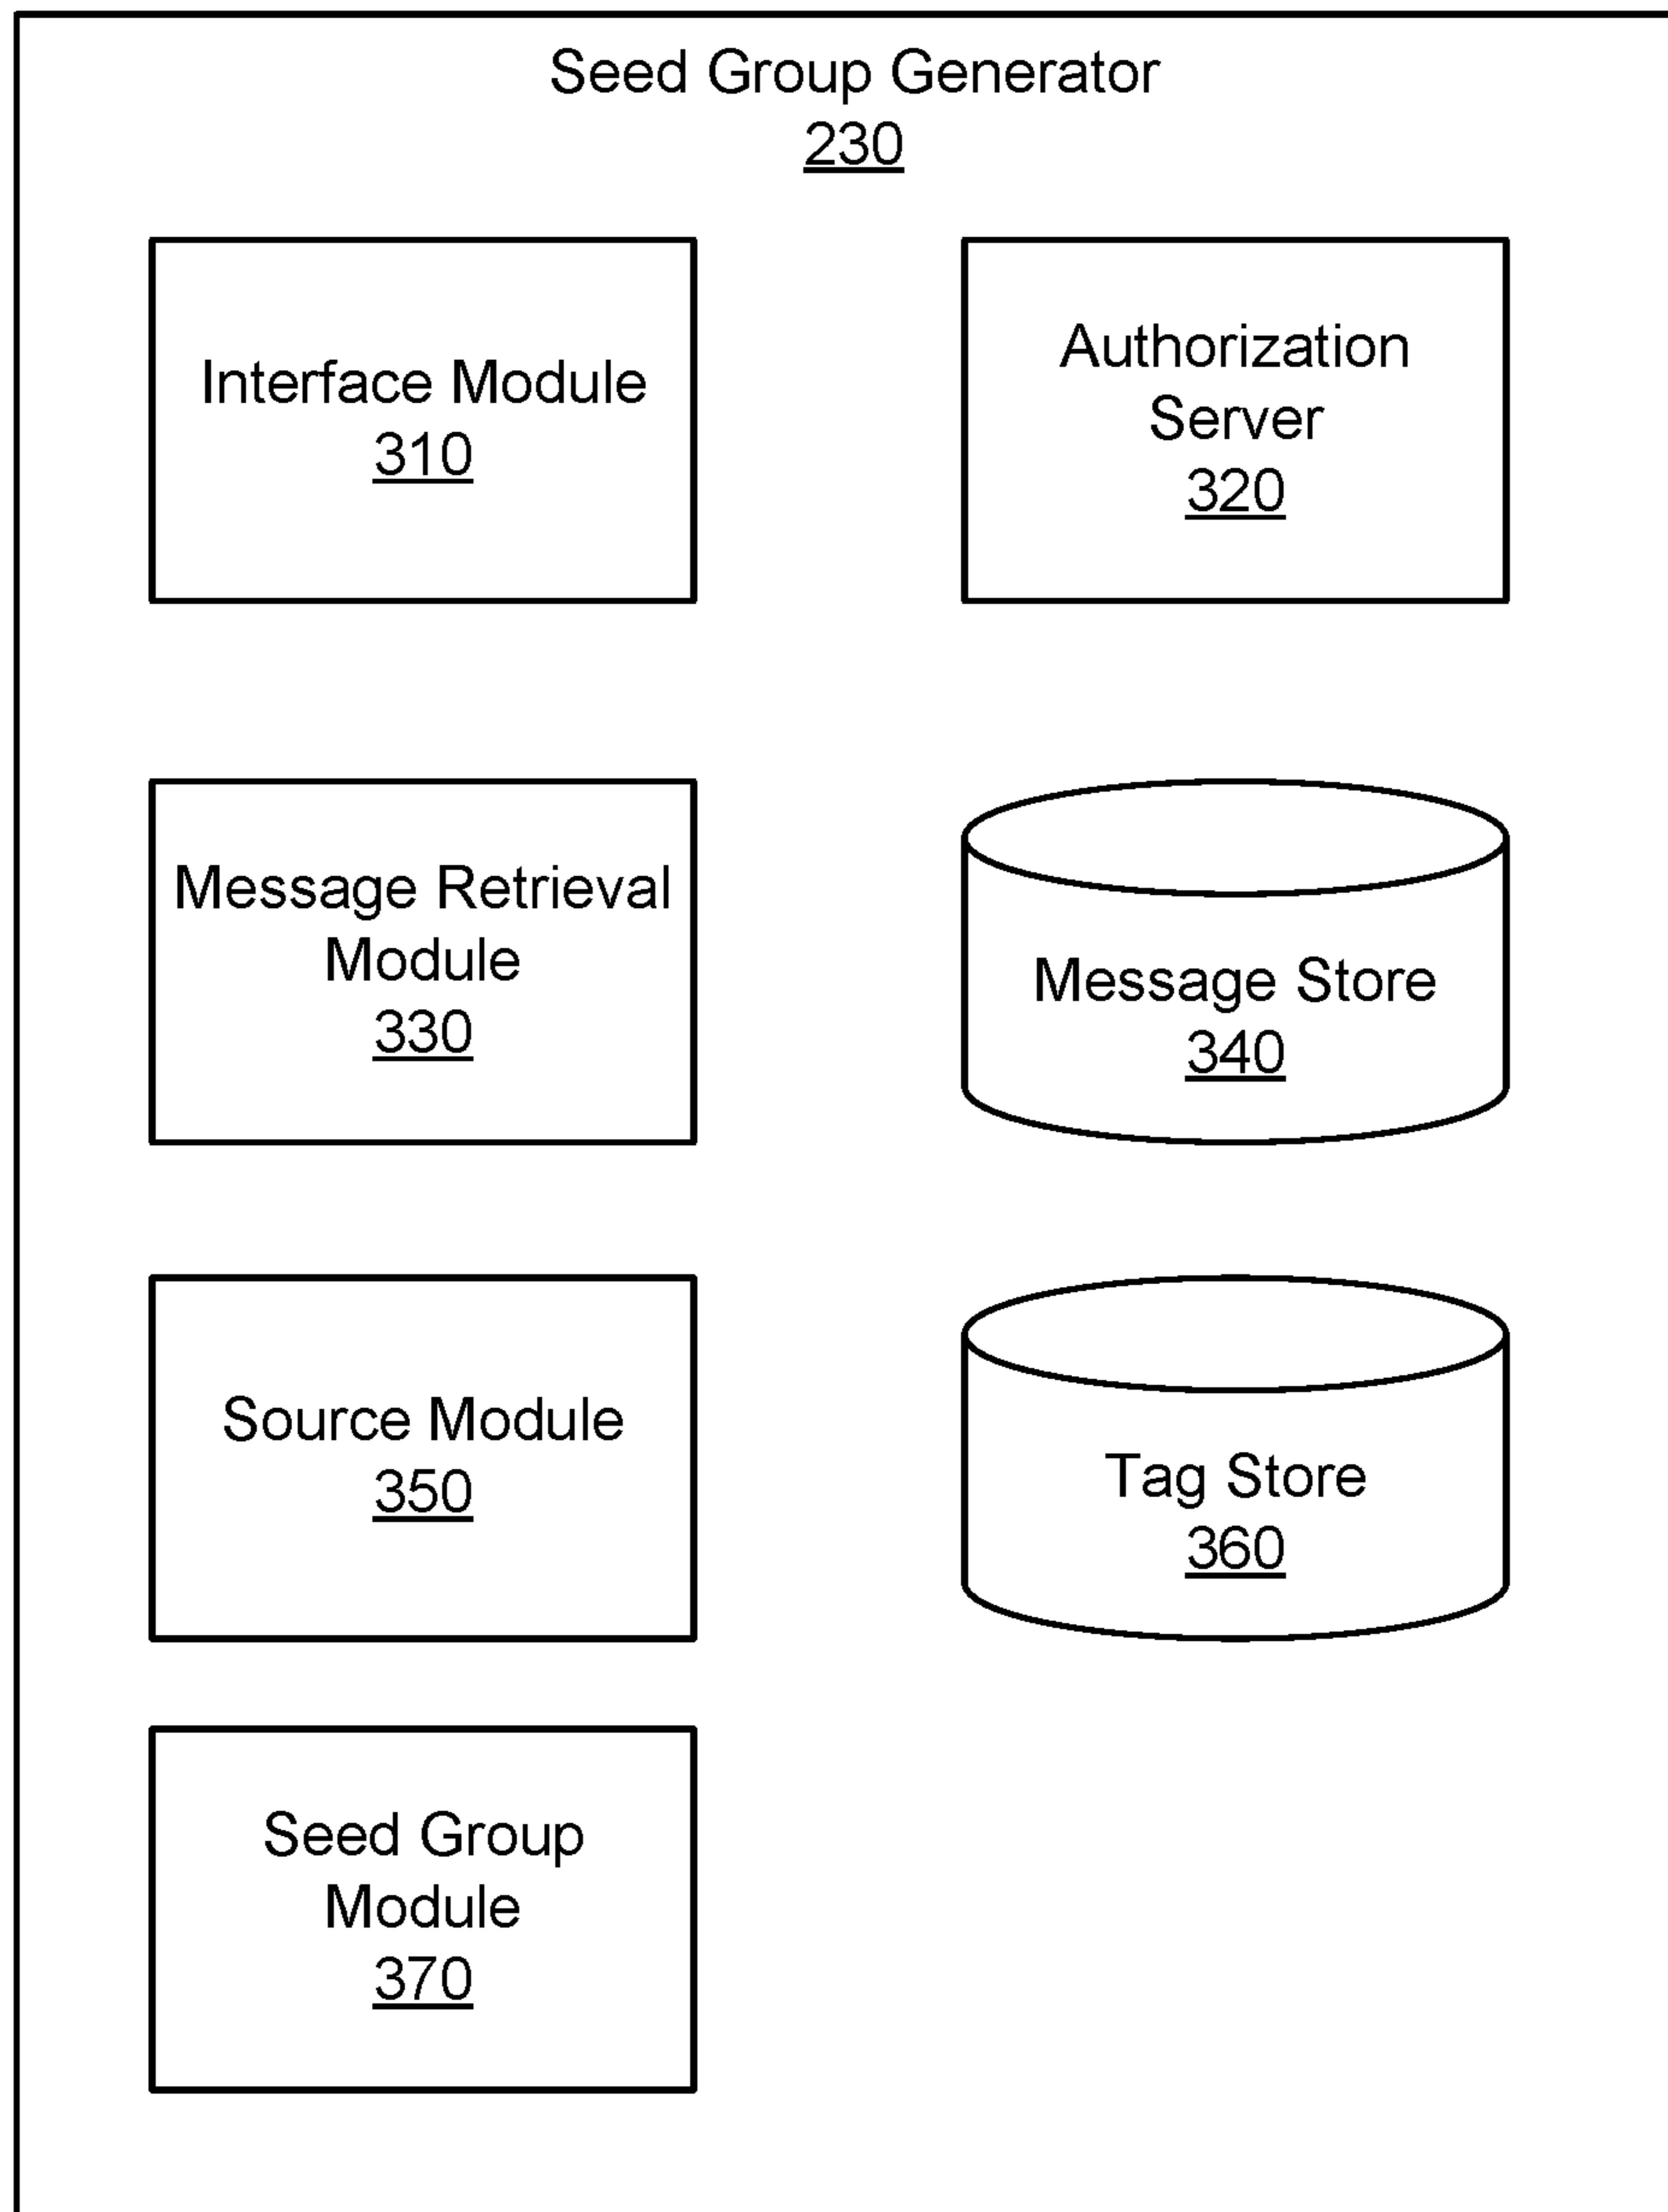 Seed Group Generator
230
Interface Module
310
Authorization
Server
320
Message Retrieval
Module
330
Message Store
340
Source Module
350
Tag Store
360
Seed Group
Module
370